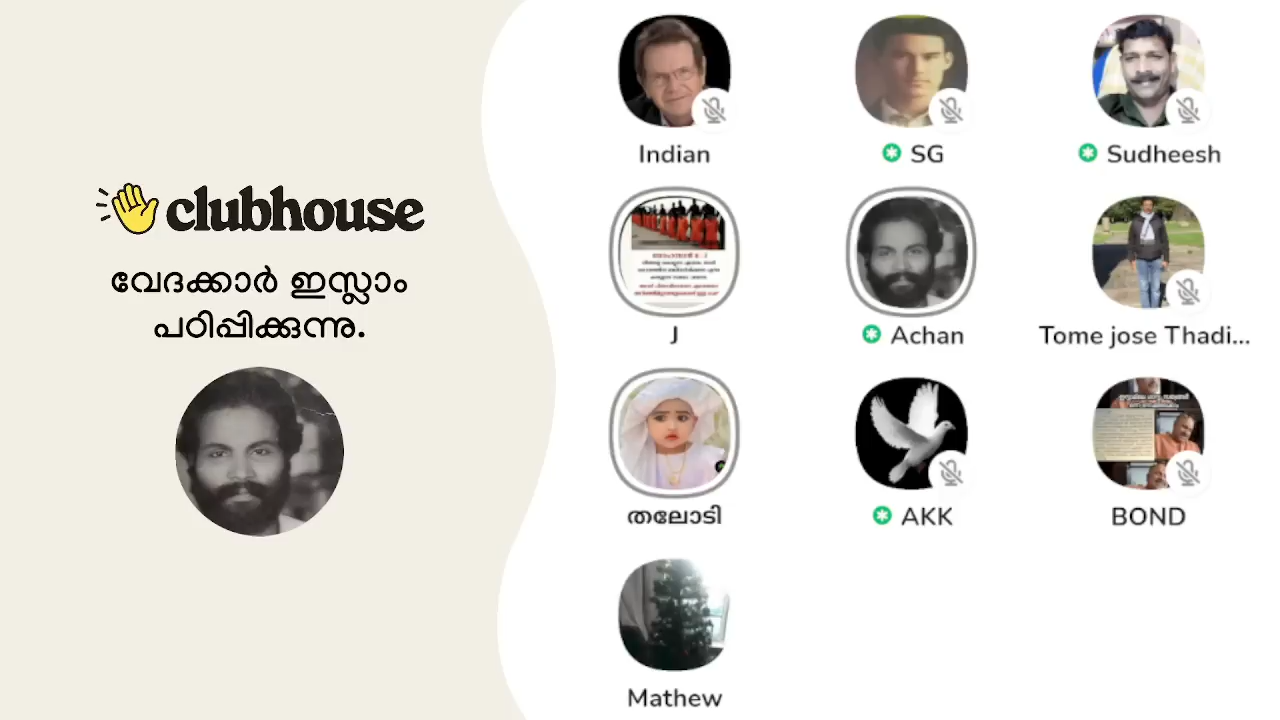 clubhouse
വേദക്കാർ ഇസ്ലാം
പഠിപ്പിക്കുന്നു.
Indian
SG
Sudheesh
J
Achan
Tome jose Thadi...
തലോടി
AKK
BOND
Mathew